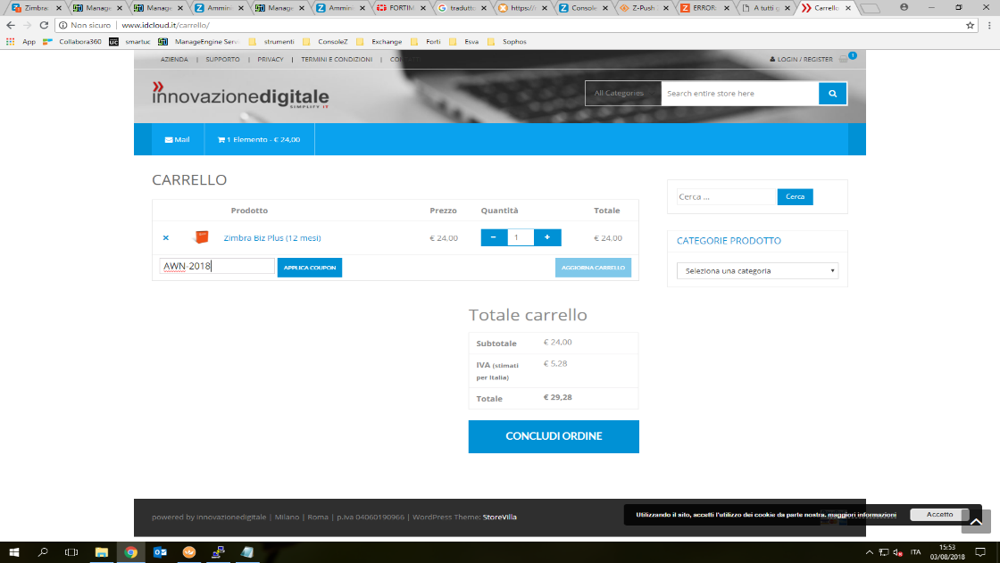 Zimbra:
Manage
Manage
Ammini
Manage
Ammini
FORTIM
tradutto
https://
Console
Z-Push
ERROR:
A tutti g
Carrello
Non sicuro | www.idcloud.it/carrello/
App Collabora360 smartuc ManageEngine Serv strumenti ConsoleZ Exchange Forti Esva Sophos
AZIENDA | SUPPORTO | PRIVACY | TERMINI E CONDIZIONI |
LOGIN / REGISTER 1
innovazionedigitale
SIMPLIFY IT
All Categories Search entire store here
Mail 1 Elemento - € 24,00
CARRELLO
Prodotto Prezzo Quantità Totale
× Zimbra Biz Plus (12 mesi) € 24,00 − 1 + € 24,00
AWN-2018 APPLICA COUPON AGGIORNA CARRELLO
Cerca ... Cerca
CATEGORIE PRODOTTO
Seleziona una categoria
Totale carrello
Subtotale € 24,00
IVA (stimati € 5,28
per Italia)
Totale € 29,28
CONCLUDI ORDINE
powered by innovazionedigitale | Milano | Roma | p.iva 04060190966 | WordPress Theme: StoreVilla
Utilizzando il sito, accetti l'utilizzo dei cookie da parte nostra. maggiori informazioni Accetto
ITA
15:53
03/08/2018